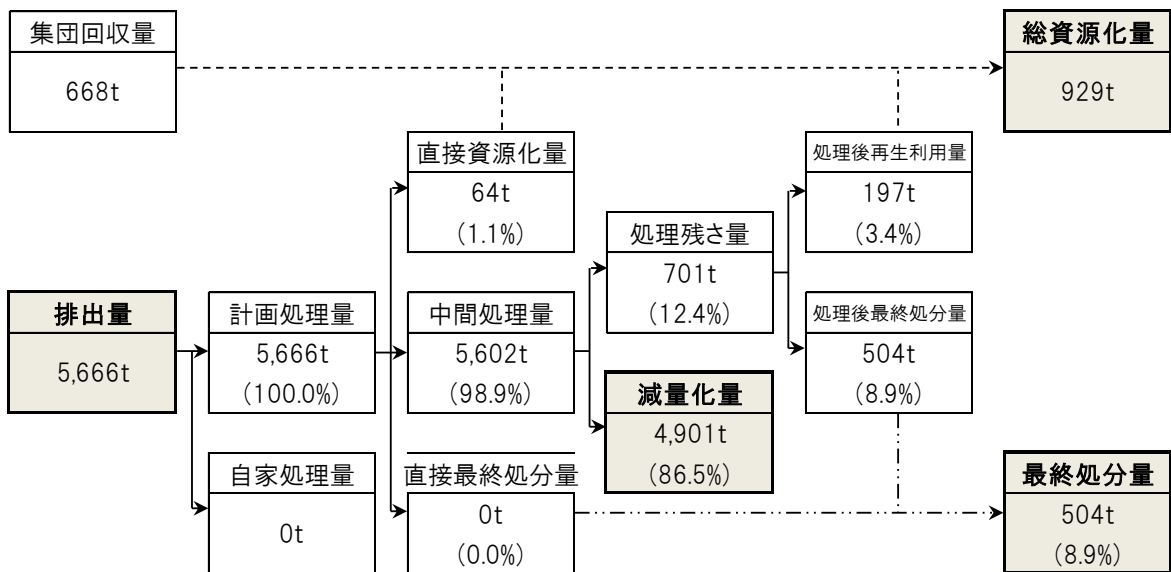 集団回収量
668t
総資源化量
929t
直接資源化量
64t
(1.1%)
処理後再生利用量
197t
(3.4%)
処理残さ量
701t
(12.4%)
排出量
5,666t
計画処理量
5,666t
(100.0%)
中間処理量
5,602t
(98.9%)
処理後最終処分量
504t
(8.9%)
減量化量
4,901t
(86.5%)
自家処理量
0t
直接最終処分量
0t
(0.0%)
最終処分量
504t
(8.9%)